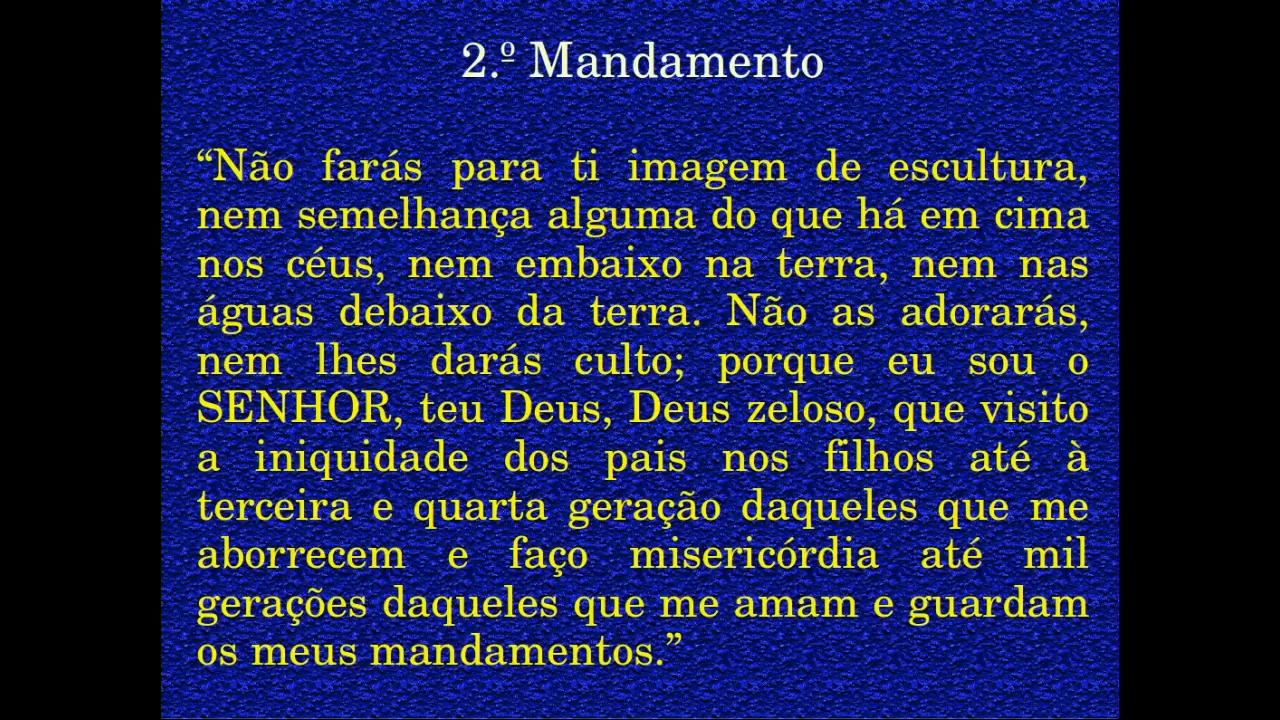 2.º Mandamento
“Não farás para ti imagem de escultura,
nem semelhança alguma do que há em cima
nos céus, nem embaixo na terra, nem nas
águas debaixo da terra. Não as adorarás,
nem lhes darás culto; porque eu sou o
SENHOR, teu Deus, Deus zeloso, que visito
a iniquidade dos pais nos filhos até à
terceira e quarta geração daqueles que me
aborrecem e faço misericórdia até mil
gerações daqueles que me amam e guardam
os meus mandamentos.”